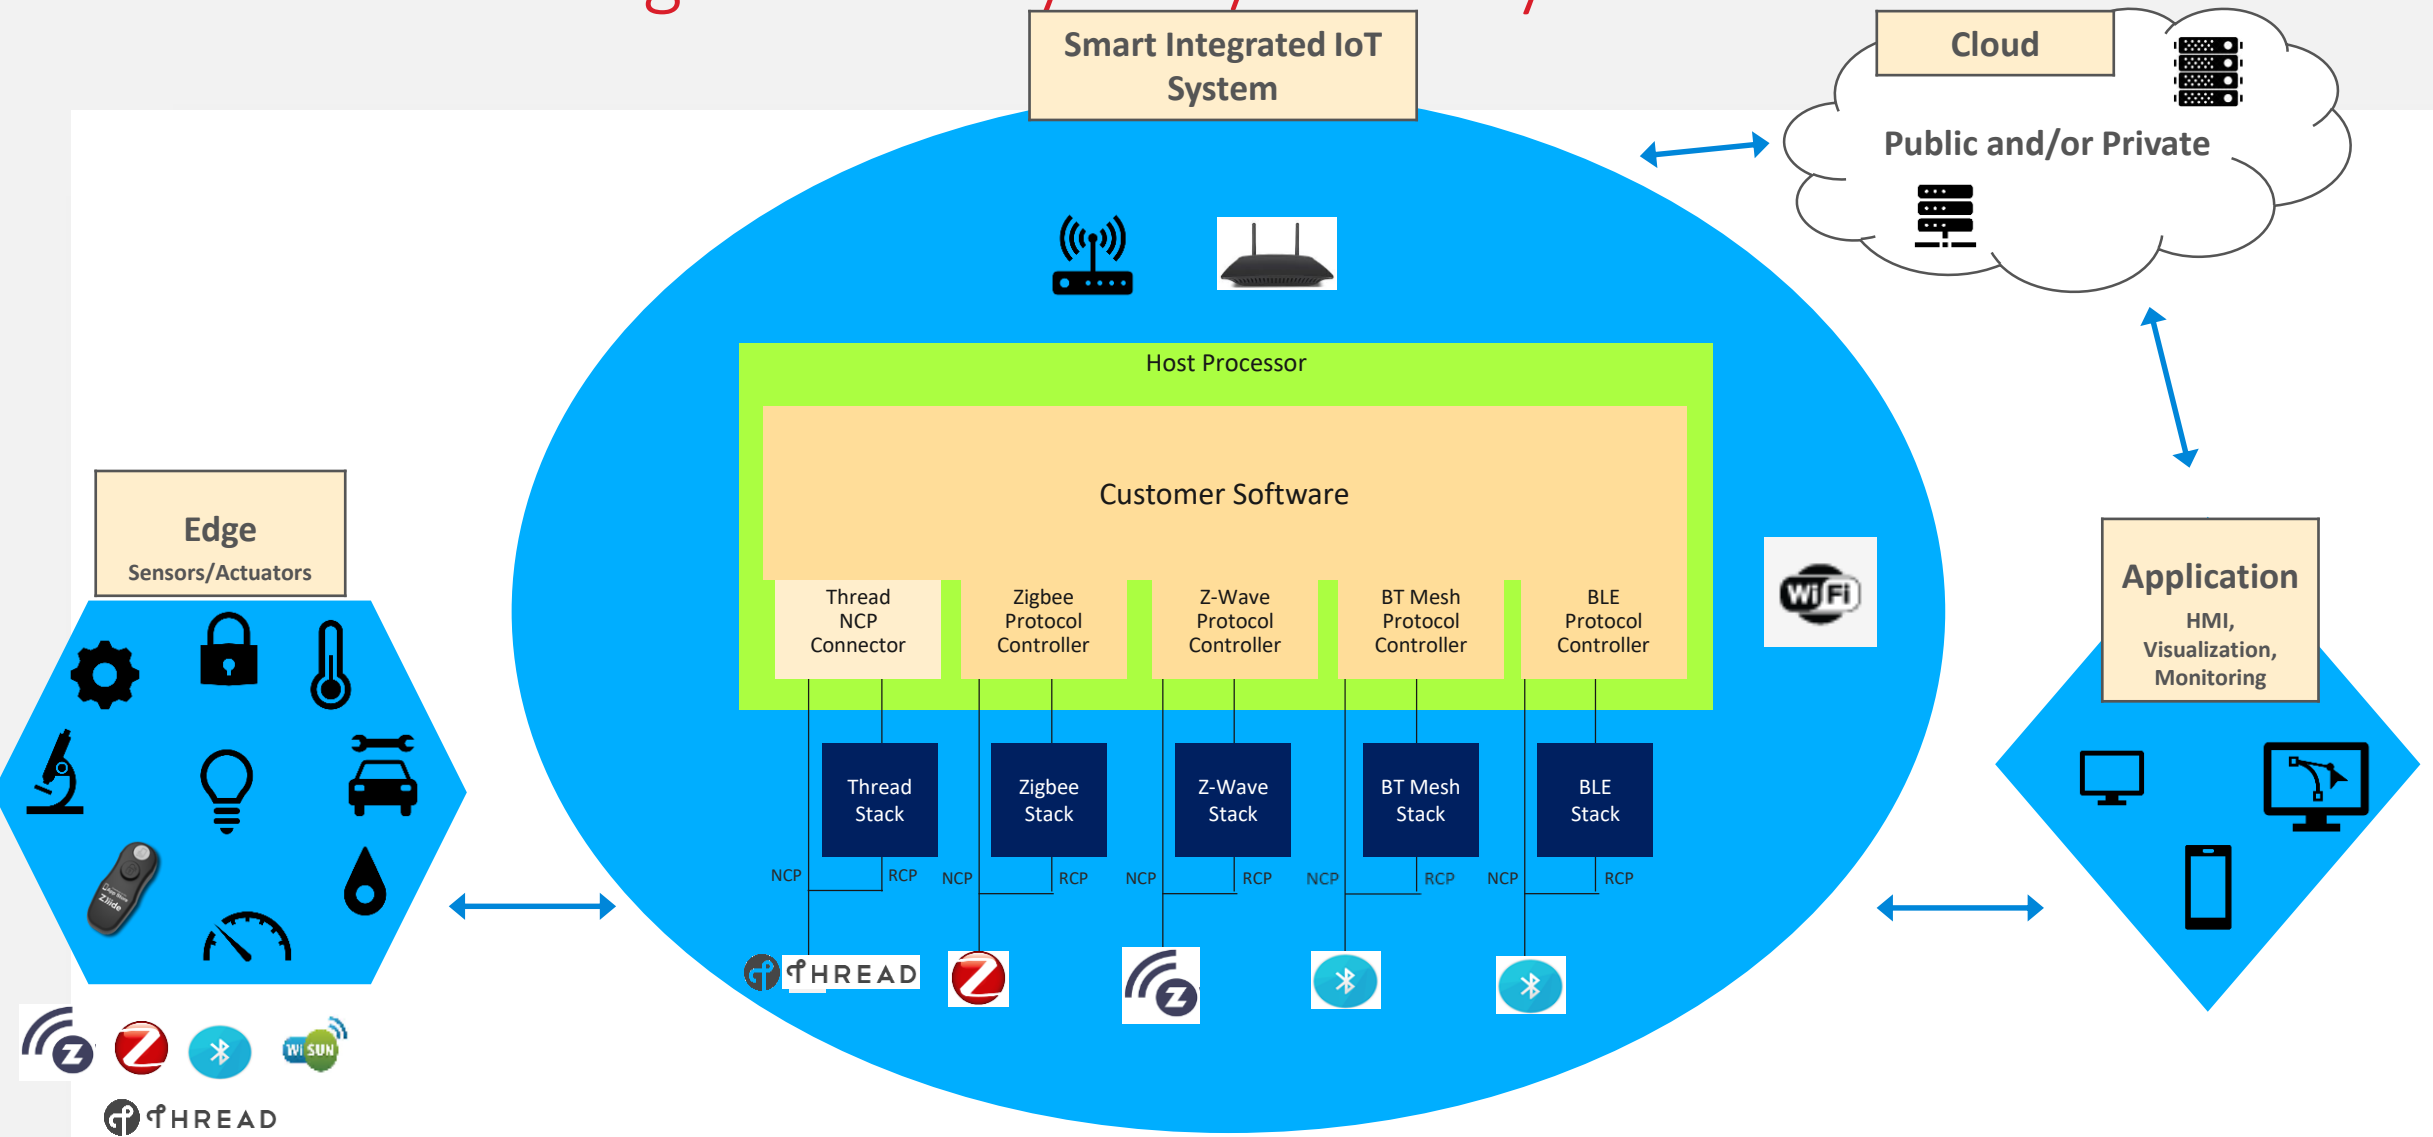 Smart Integrated IoT
System
Cloud
Public and/or Private
Host Processor
Customer Software
Edge
Sensors/Actuators
Thread
NCP
Connector
Zigbee
Protocol
Controller
Z-Wave
Protocol
Controller
BT Mesh
Protocol
Controller
BLE
Protocol
Controller
WiFi
Application
HMI,
Visualization,
Monitoring
Thread
Stack
Zigbee
Stack
Z-Wave
Stack
BT Mesh
Stack
BLE
Stack
NCP RCP NCP RCP NCP RCP NCP RCP NCP RCP
THREAD
Z
Z
Z
Z
Wi SUN
THREAD